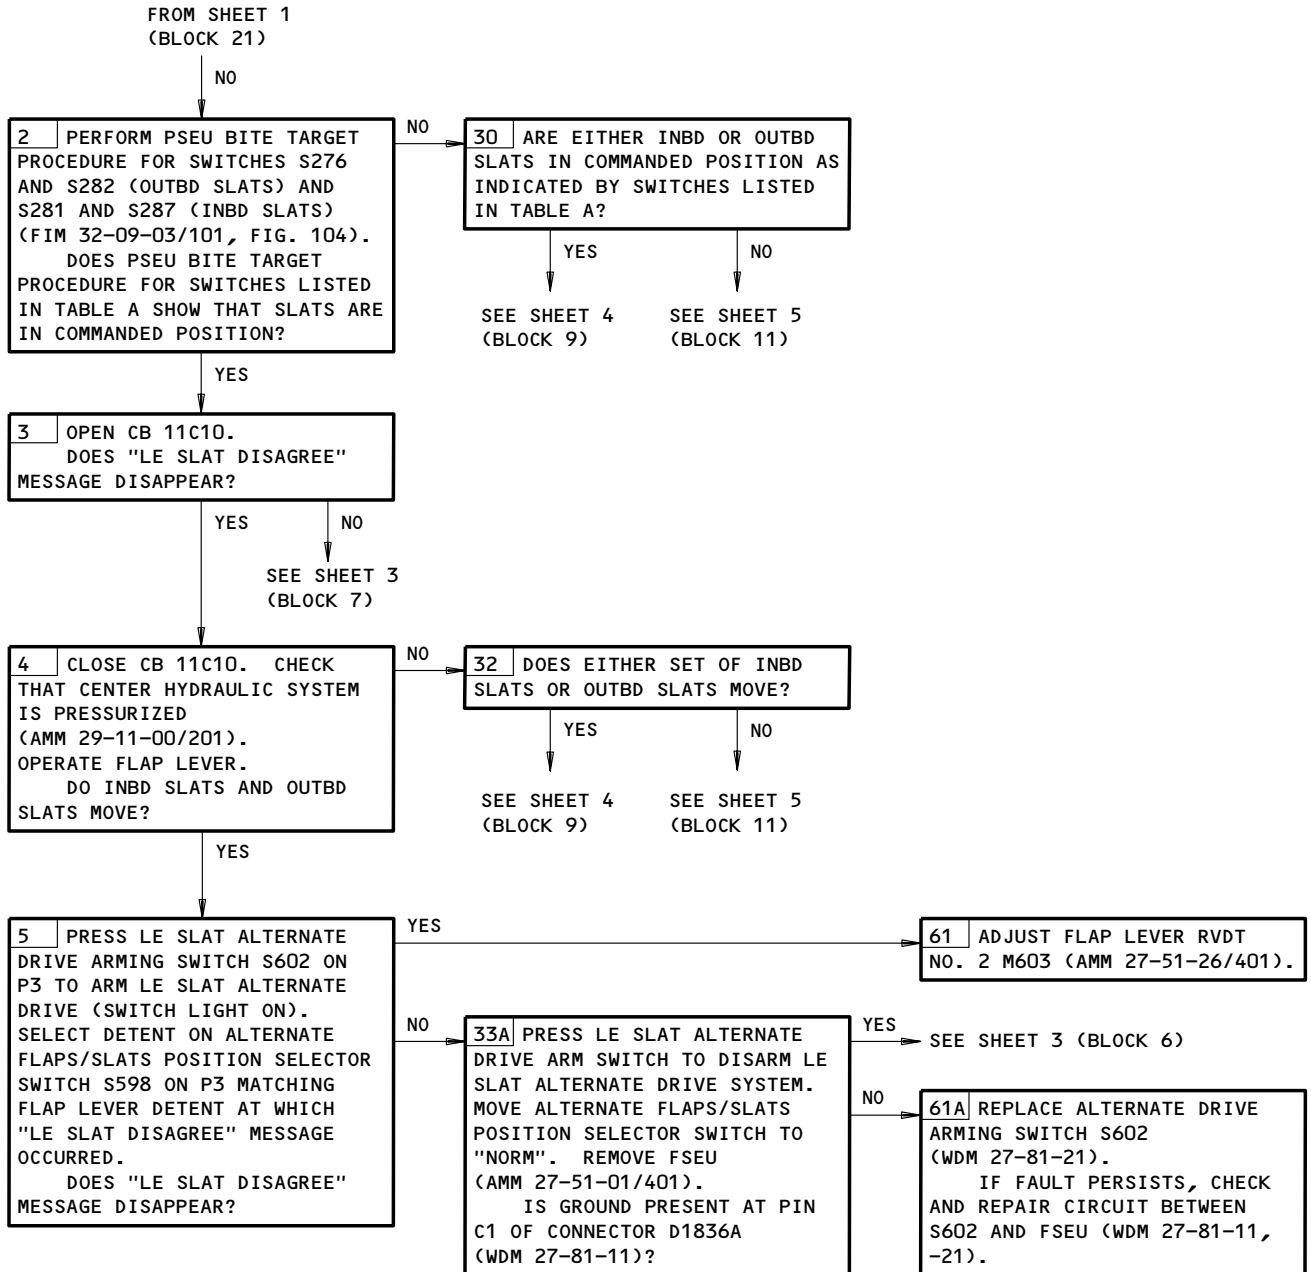 FROM SHEET 1
(BLOCK 21)
NO
2 PERFORM PSEU BITE TARGET
PROCEDURE FOR SWITCHES S276
AND S282 (OUTBD SLATS) AND
S281 AND S287 (INBD SLATS)
(FIM 32-09-03/101, FIG. 104).
DOES PSEU BITE TARGET
PROCEDURE FOR SWITCHES LISTED
IN TABLE A SHOW THAT SLATS ARE
IN COMMANDED POSITION?
NO
30 ARE EITHER INBD OR OUTBD
SLATS IN COMMANDED POSITION AS
INDICATED BY SWITCHES LISTED
IN TABLE A?
YES
NO
SEE SHEET 4
(BLOCK 9)
SEE SHEET 5
(BLOCK 11)
YES
3 OPEN CB 11C10.
DOES "LE SLAT DISAGREE"
MESSAGE DISAPPEAR?
YES
NO
SEE SHEET 3
(BLOCK 7)
4 CLOSE CB 11C10. CHECK
THAT CENTER HYDRAULIC SYSTEM
IS PRESSURIZED
(AMM 29-11-00/201).
OPERATE FLAP LEVER.
DO INBD SLATS AND OUTBD
SLATS MOVE?
NO
32 DOES EITHER SET OF INBD
SLATS OR OUTBD SLATS MOVE?
YES
NO
SEE SHEET 4
(BLOCK 9)
SEE SHEET 5
(BLOCK 11)
YES
5 PRESS LE SLAT ALTERNATE
DRIVE ARMING SWITCH S602 ON
P3 TO ARM LE SLAT ALTERNATE
DRIVE (SWITCH LIGHT ON).
SELECT DETENT ON ALTERNATE
FLAPS/SLATS POSITION SELECTOR
SWITCH S598 ON P3 MATCHING
FLAP LEVER DETENT AT WHICH
"LE SLAT DISAGREE" MESSAGE
OCCURRED.
DOES "LE SLAT DISAGREE"
MESSAGE DISAPPEAR?
YES
61 ADJUST FLAP LEVER RVDT
NO. 2 M603 (AMM 27-51-26/401).
NO
33A PRESS LE SLAT ALTERNATE
DRIVE ARM SWITCH TO DISARM LE
SLAT ALTERNATE DRIVE SYSTEM.
MOVE ALTERNATE FLAPS/SLATS
POSITION SELECTOR SWITCH TO
"NORM". REMOVE FSEU
(AMM 27-51-01/401).
IS GROUND PRESENT AT PIN
C1 OF CONNECTOR D1836A
(WDM 27-81-11)?
YES
SEE SHEET 3 (BLOCK 6)
NO
61A REPLACE ALTERNATE DRIVE
ARMING SWITCH S602
(WDM 27-81-21).
IF FAULT PERSISTS, CHECK
AND REPAIR CIRCUIT BETWEEN
S602 AND FSEU (WDM 27-81-11,
-21).